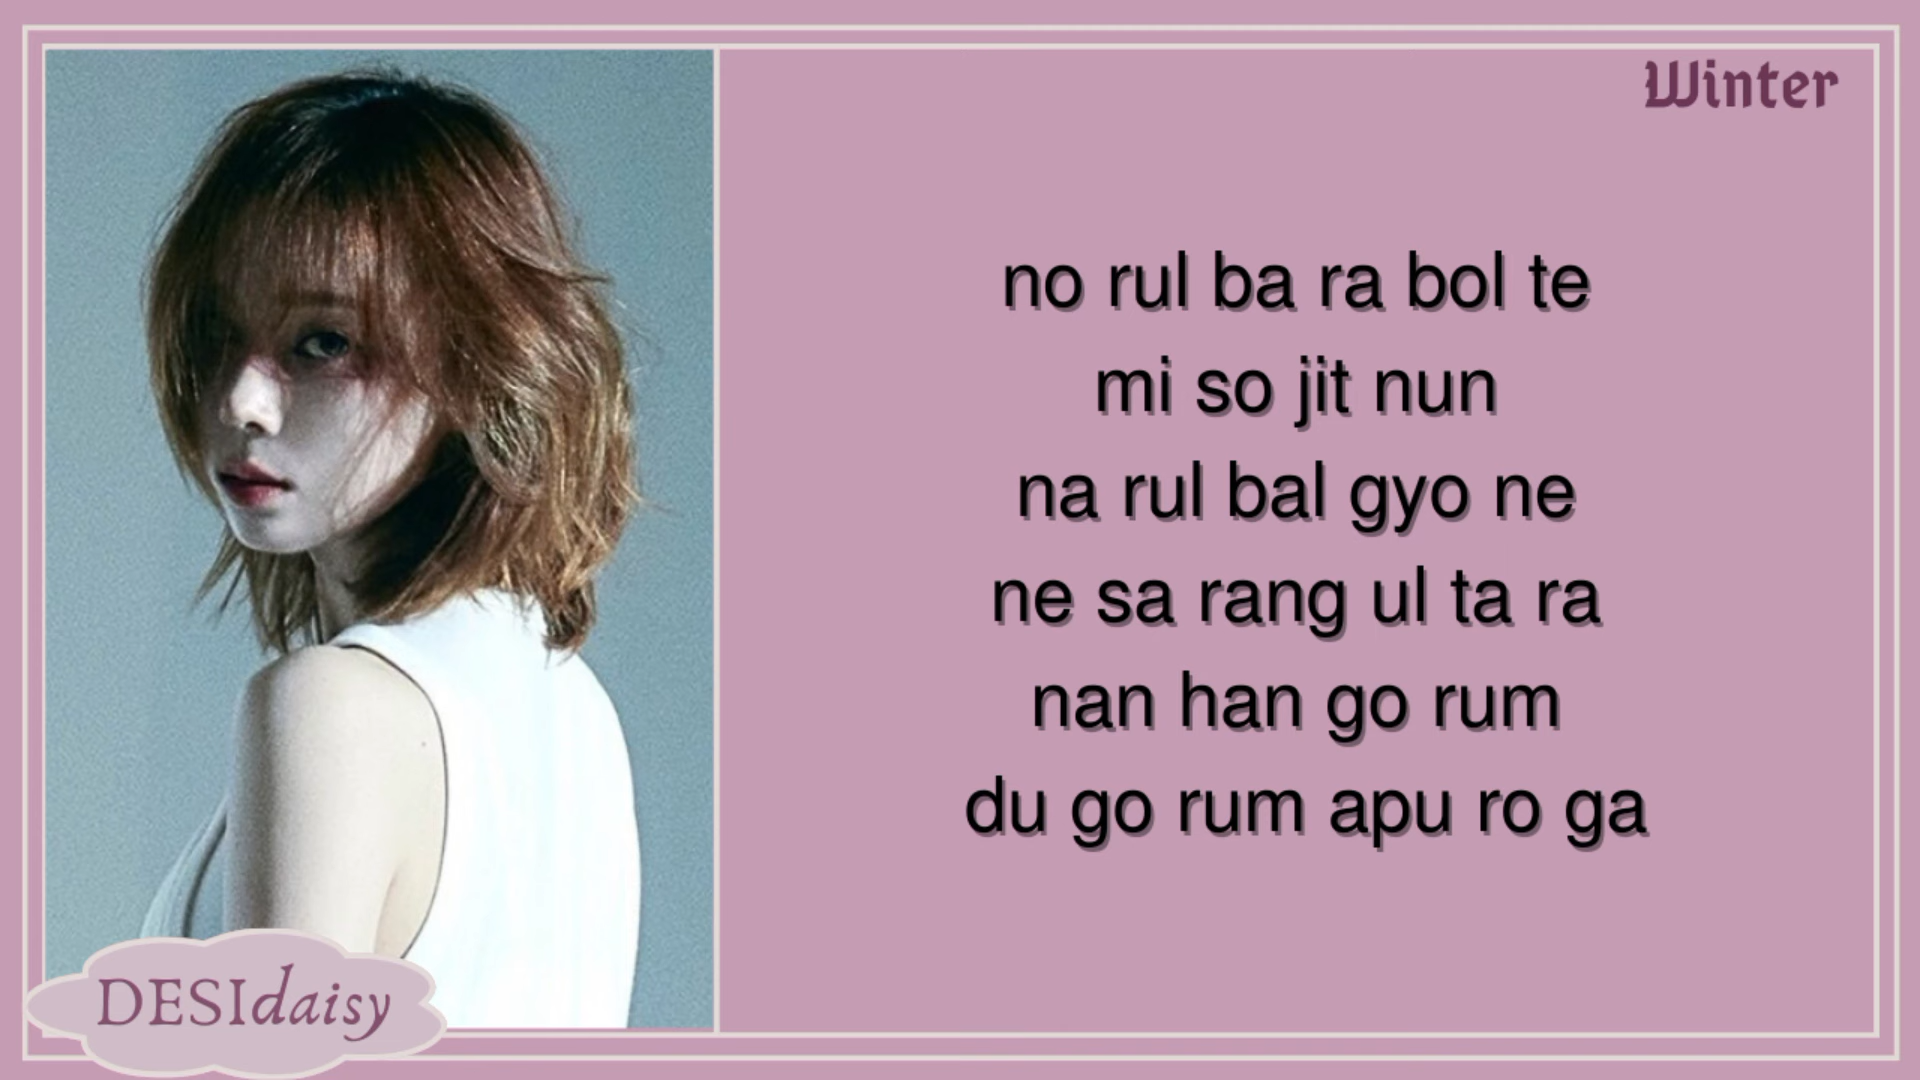 Winter
no rul ba ra bol te
mi so jit nun
na rul bal gyo ne
ne sa rang ul ta ra
nan han go rum
du go rum apu ro ga
DESIdaisy